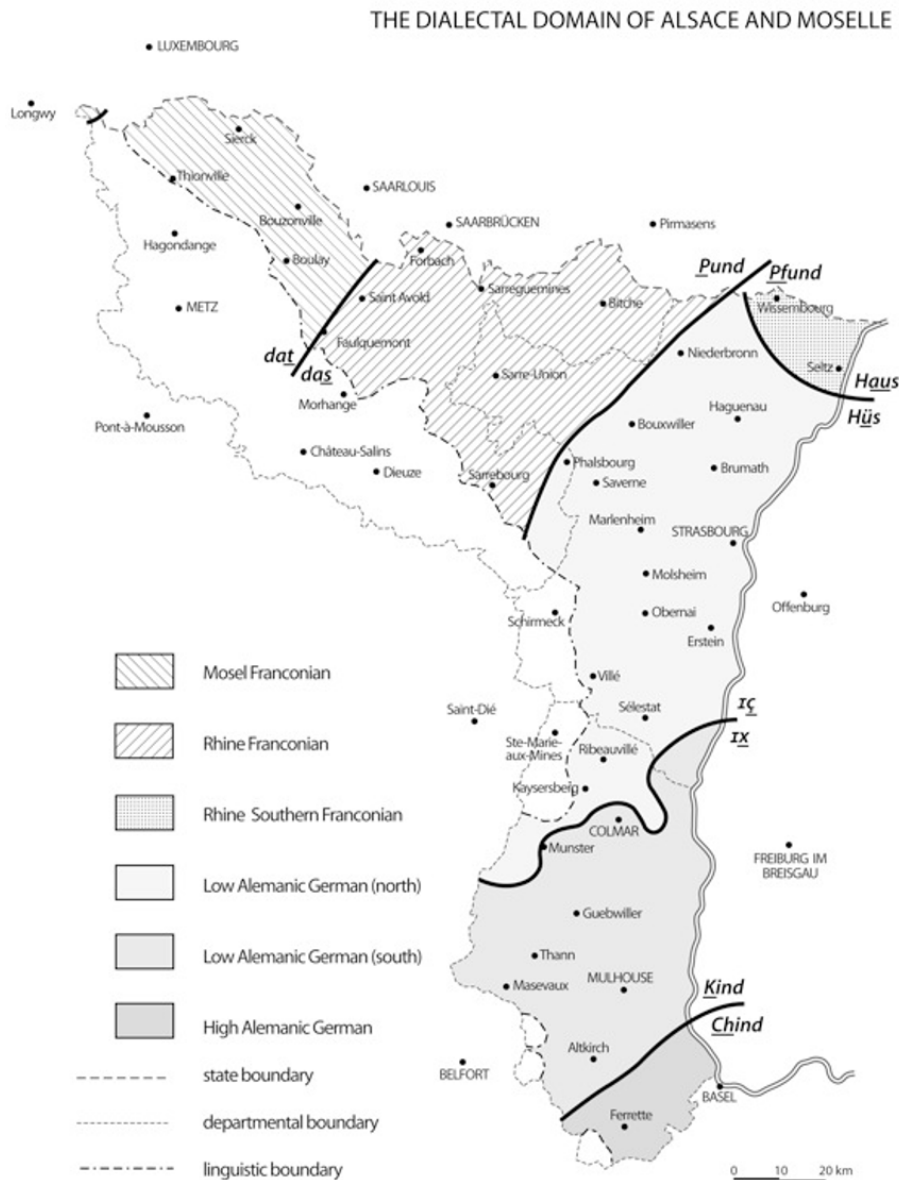 THE DIALECTAL DOMAIN OF ALSACE AND MOSELLE
LUXEMBOURG
Longwy
Sierck
Thionville
SAARLOUIS
Bouzonville
SAARBRÜCKEN
Pirmasens
Hagondange
Boulay
Forbach
Pund
Pfund
Saint Avold
Sarreguemines
Bitche
Wissembourg
METZ
Faulquemont
Niederbronn
dat
das
Sarre-Union
Seltz
Haus
Hüs
Morhange
Haguenau
Pont-à-Mousson
Bouxwiller
Château-Salins
Dieuze
Phalsbourg
Brumath
Sarrebourg
Saverne
Marlenheim
STRASBOURG
Molsheim
Offenburg
Schirmeck
Obernai
Erstein
Mosel Franconian
Villé
Saint-Dié
Sélestat
ɪç
ɪx
Rhine Franconian
Ste-Marie-
aux-Mines
Ribeauvillé
Kaysersberg
Rhine Southern Franconian
COLMAR
Munster
FREIBURG IM
BREISGAU
Low Alemanic German (north)
Guebwiller
Low Alemanic German (south)
Thann
Masevaux
MULHOUSE
Kind
Chind
High Alemanic German
Altkirch
BELFORT
state boundary
BASEL
departmental boundary
Ferrette
linguistic boundary
0 10 20 km